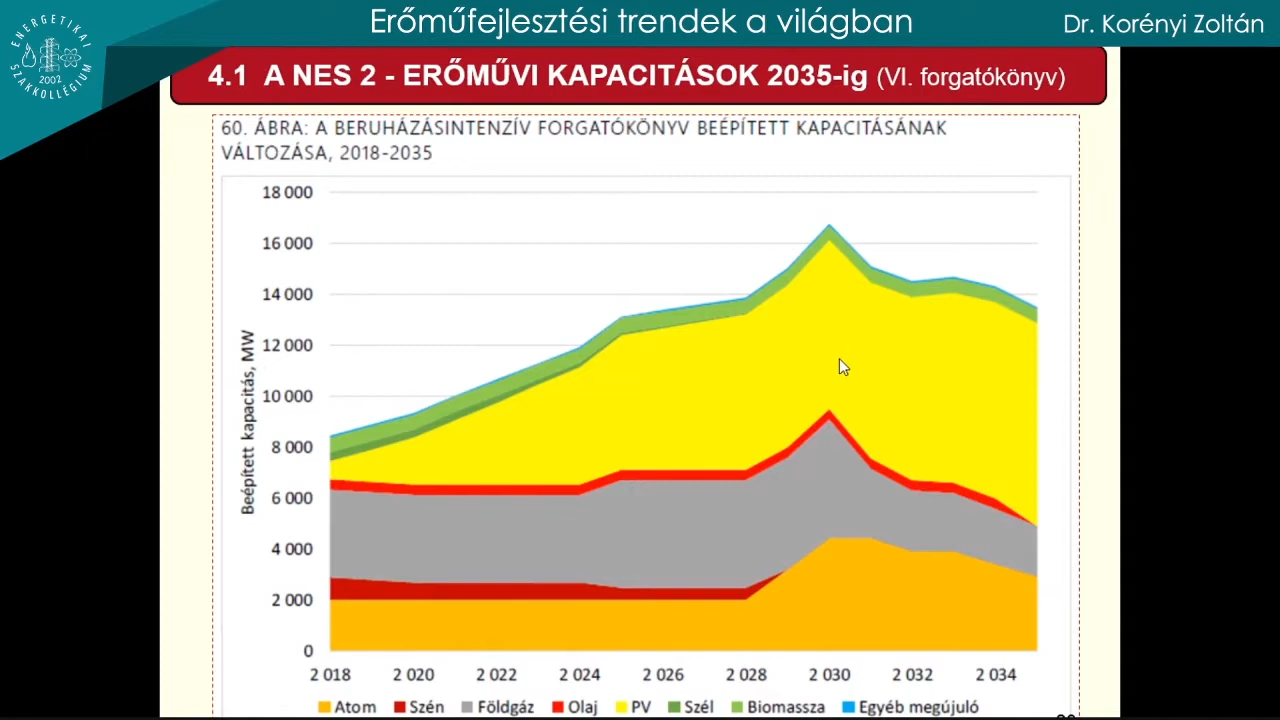 ENERGETIKAI
SZAKKOLLÉGIUM
2002
Erőműfejlesztési trendek a világban
Dr. Korényi Zoltán
4.1 A NES 2 - ERŐMŰVI KAPACITÁSOK 2035-ig (VI. forgatókönyv)
60. ÁBRA: A BERUHÁZÁSINTENZÍV FORGATÓKÖNYV BEÉPÍTETT KAPACITÁSÁNAK
VÁLTOZÁSA, 2018-2035
Beépített kapacitás, MW
18 000
16 000
14 000
12 000
10 000
8 000
6 000
4 000
2 000
0
2 018 2 020 2 022 2 024 2 026 2 028 2 030 2 032 2 034
Atom Szén Földgáz Olaj PV Szél Biomassza Egyéb megújuló